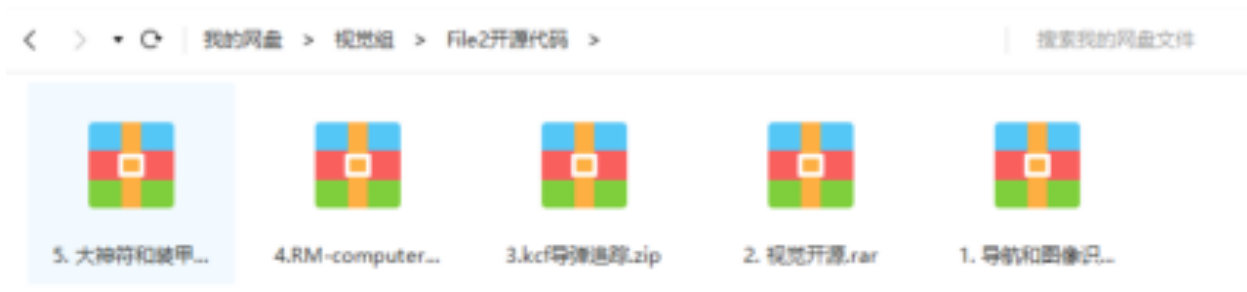 我的网盘 > 视觉组 > File2开源代码 >
搜索我的网盘文件
5. 大神符和装甲...
4.RM-computer...
3.kcf导弹追踪.zip
2. 视觉开源.rar
1. 导航和图像识...